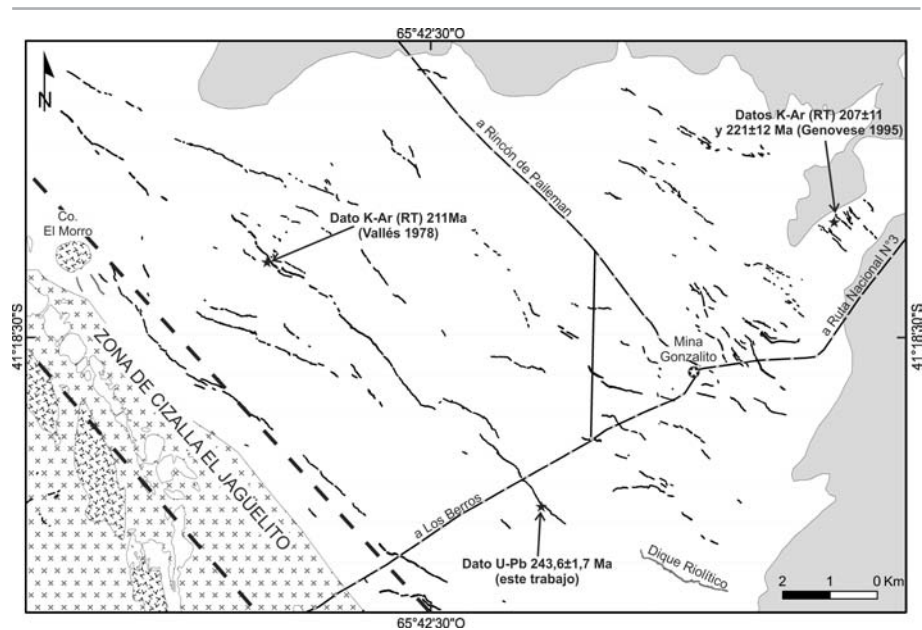 65°42'30"O
N
Datos K-Ar (RT) 207±11
y 221±12 Ma (Genovese 1995)
a Rincón de Paileman
Co.
El Morro
Dato K-Ar (RT) 211Ma
(Vallés 1978)
a Ruta Nacional N°3
41°18'30"S
41°18'30"S
Mina
Gonzalito
ZONA DE CIZALLA EL JAGÜELITO
a Los Berros
Dato U-Pb 243,6±1,7 Ma
(este trabajo)
Dique Riolítico
2 1 0 Km
65°42'30"O